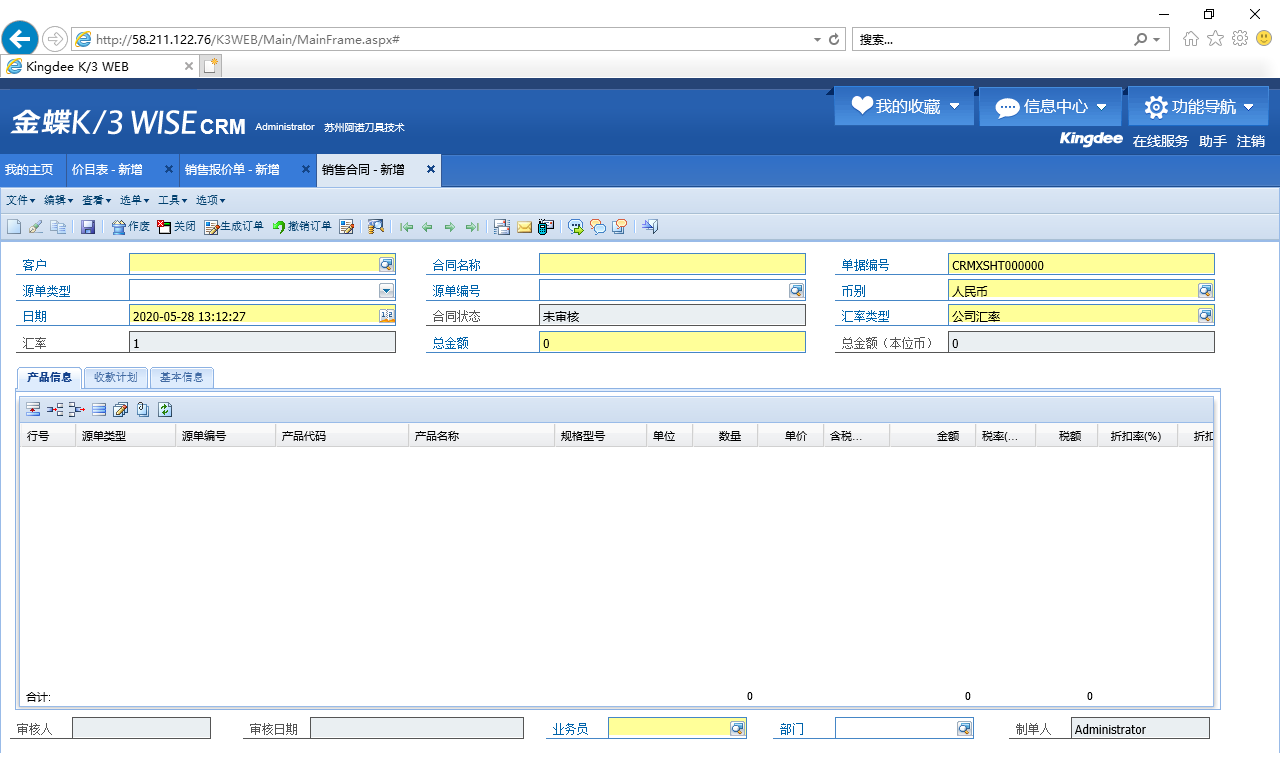 http://58.211.122.76/K3WEB/Main/MainFrame.aspx#
搜索...
Kingdee K/3 WEB
金蝶K/3 WISE CRM Administrator 苏州阿诺刀具技术
我的收藏 信息中心 功能导航
Kingdee 在线服务 助手 注销
我的主页 价目表 - 新增 销售报价单 - 新增 销售合同 - 新增
文件 编辑 查看 选单 工具 选项
作废 关闭 生成订单 撤销订单
客户 合同名称 单据编号 CRMXSHT000000
源单类型 源单编号 币别 人民币
日期 2020-05-28 13:12:27 合同状态 未审核 汇率类型 公司汇率
汇率 1 总金额 0 总金额（本位币） 0
产品信息 收款计划 基本信息
行号 源单类型 源单编号 产品代码 产品名称 规格型号 单位 数量 单价 含税... 金额 税率(... 税额 折扣率(%) 折扣
合计: 0 0 0
审核人 审核日期 业务员 部门 制单人 Administrator